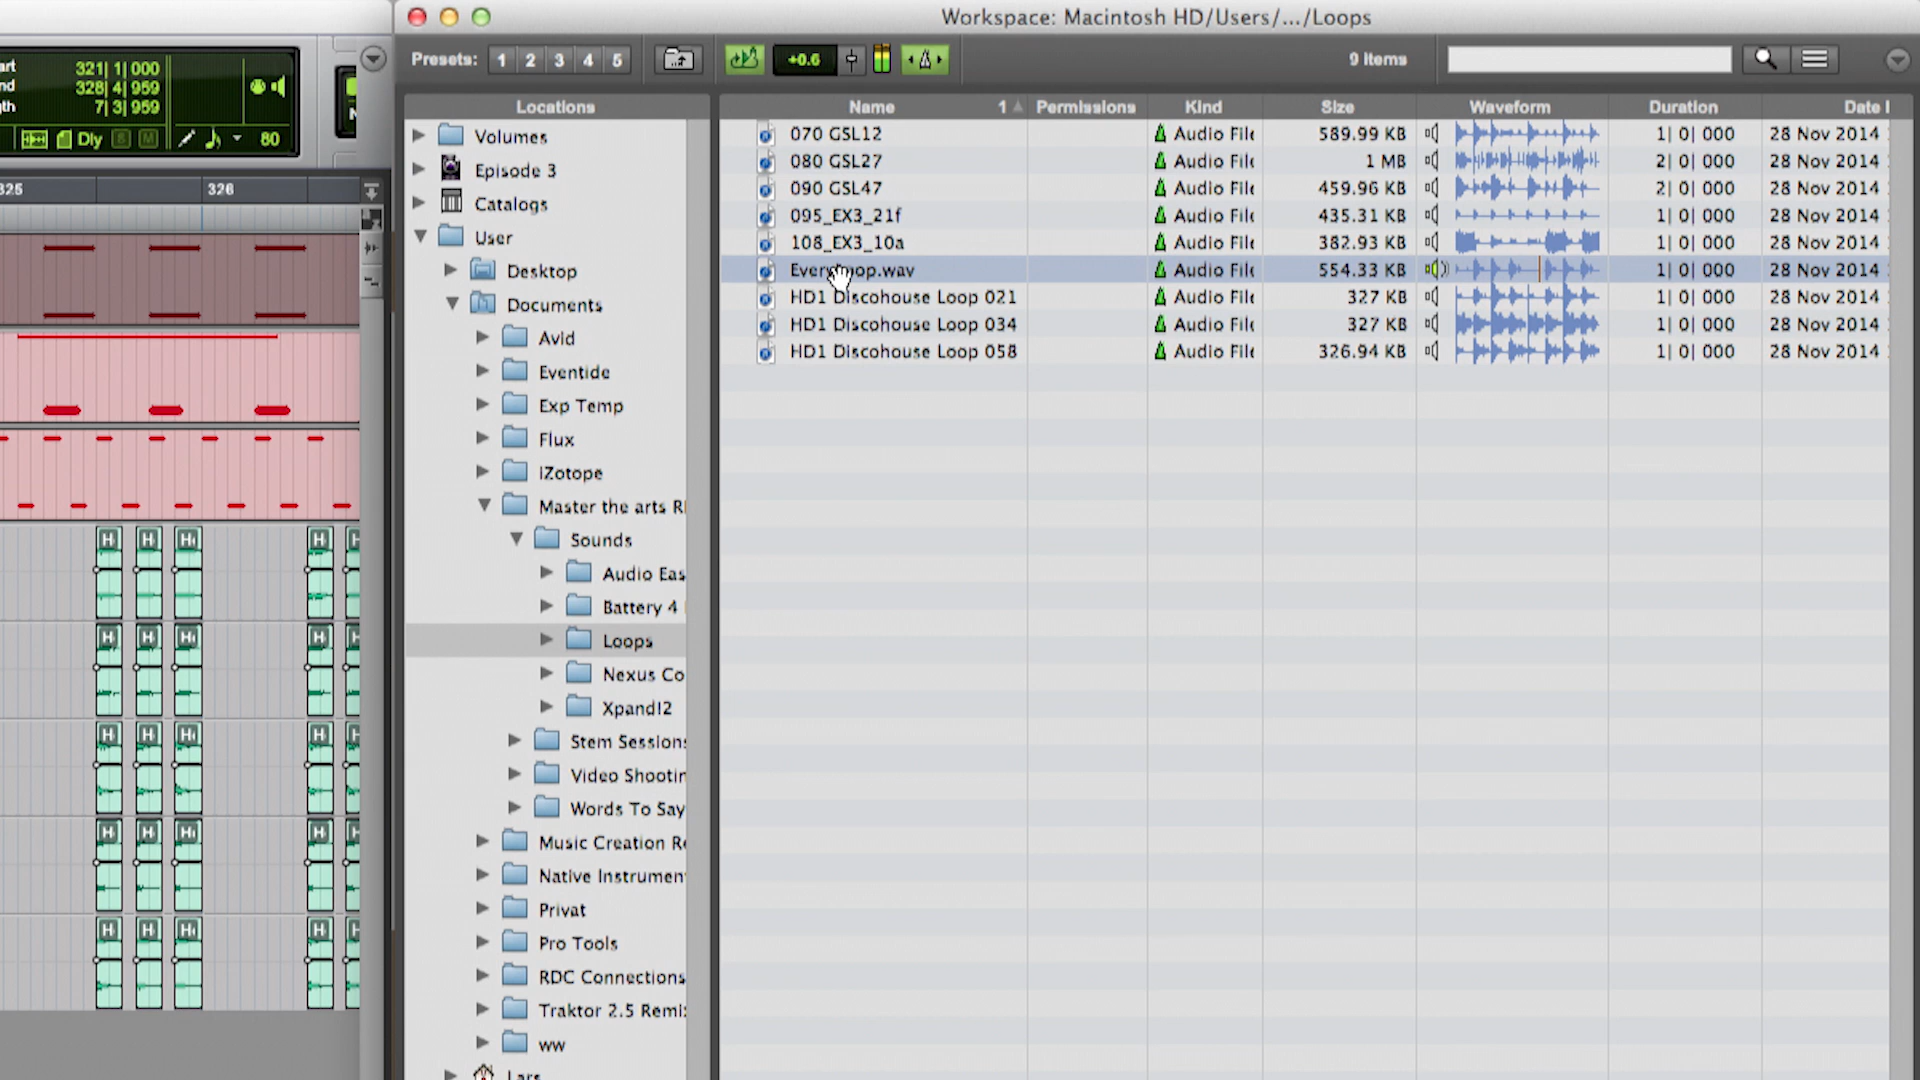 Workspace: Macintosh HD/Users/.../Loops
Presets: 1 2 3 4 5
+0.6
9 Items
art 321| 1| 000
nd 328| 4| 959
gth 7| 3| 959
Dly S M 80
325 326
Locations
Name 1 Permissions Kind Size Waveform Duration Date
Volumes
Episode 3
Catalogs
User
Desktop
Documents
Avid
Eventide
Exp Temp
Flux
iZotope
Master the arts
Sounds
Audio Eas
Battery 4
Loops
Nexus Co
Xpand!2
Stem Sessions
Video Shootin
Words To Say
Music Creation Re
Native Instrumen
Privat
Pro Tools
RDC Connections
Traktor 2.5 Remi
ww
Lars
070 GSL12 Audio File 589.99 KB 1| 0| 000 28 Nov 2014
080 GSL27 Audio File 1 MB 2| 0| 000 28 Nov 2014
090 GSL47 Audio File 459.96 KB 2| 0| 000 28 Nov 2014
095_EX3_21f Audio File 435.31 KB 1| 0| 000 28 Nov 2014
108_EX3_10a Audio File 382.93 KB 1| 0| 000 28 Nov 2014
Audio File 554.33 KB 1| 0| 000 28 Nov 2014
HD1 Discohouse Loop 021 Audio File 327 KB 1| 0| 000 28 Nov 2014
HD1 Discohouse Loop 034 Audio File 327 KB 1| 0| 000 28 Nov 2014
HD1 Discohouse Loop 058 Audio File 326.94 KB 1| 0| 000 28 Nov 2014